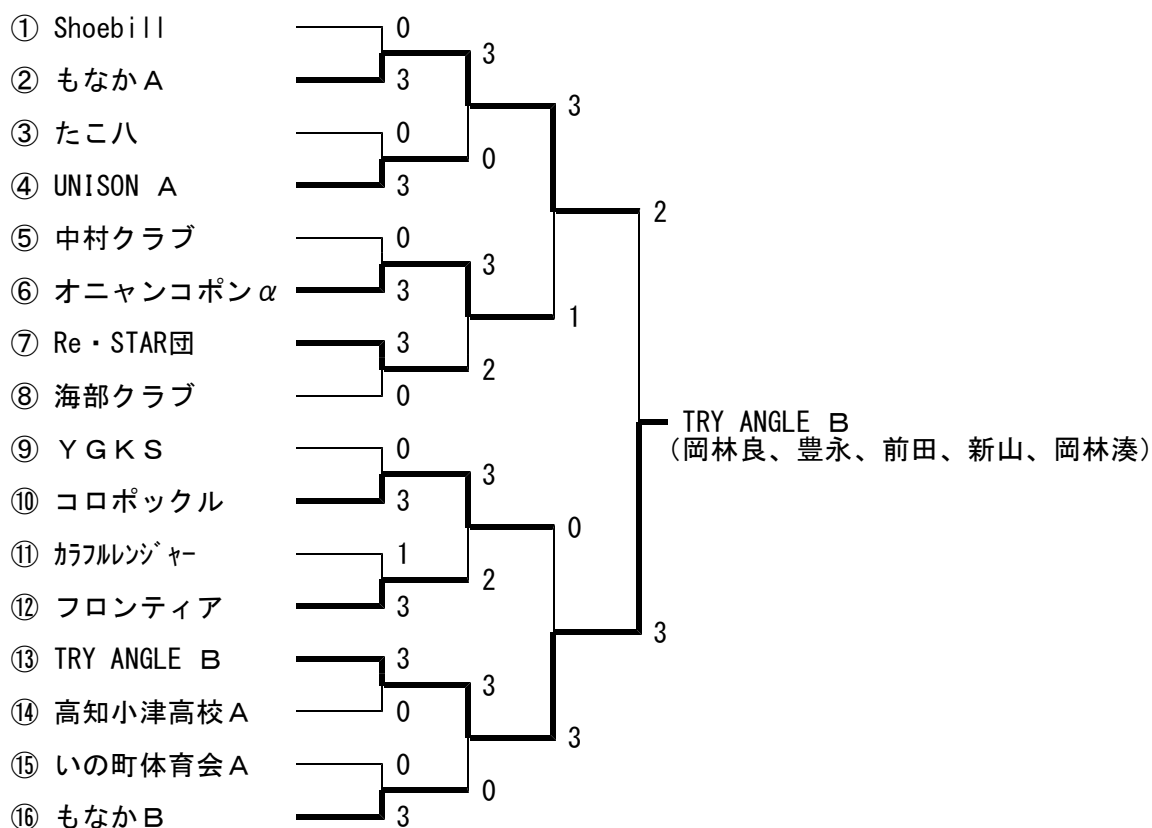 ① Shoebill 0
3
② もなかA 3
3
③ たこ八 0
0
④ UNISON A 3
2
⑤ 中村クラブ 0
3
⑥ オニャンコポンα 3
1
⑦ Re・STAR団 3
2
⑧ 海部クラブ 0
TRY ANGLE B
(岡林良、豊永、前田、新山、岡林湊)
⑨ YGKS 0
3
⑩ コロポックル 3
0
⑪ ｶﾗﾌﾙﾚﾝｼﾞｬｰ 1
2
⑫ フロンティア 3
3
⑬ TRY ANGLE B 3
3
⑭ 高知小津高校A 0
3
⑮ いの町体育会A 0
0
⑯ もなかB 3